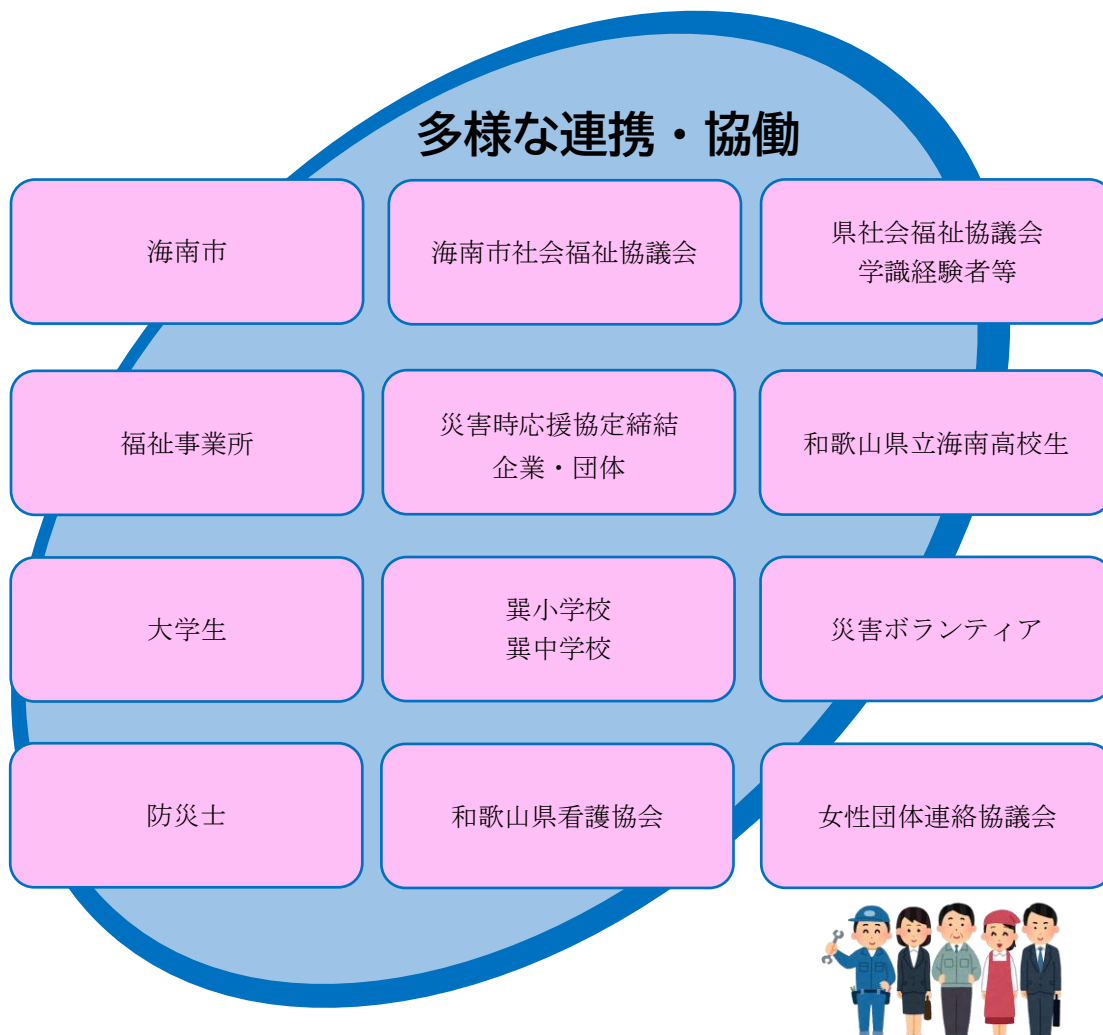 多様な連携・協働
海南市
海南市社会福祉協議会
県社会福祉協議会
学識経験者等
福祉事業所
災害時応援協定締結
企業・団体
和歌山県立海南高校生
大学生
巽小学校
巽中学校
災害ボランティア
防災士
和歌山県看護協会
女性団体連絡協議会